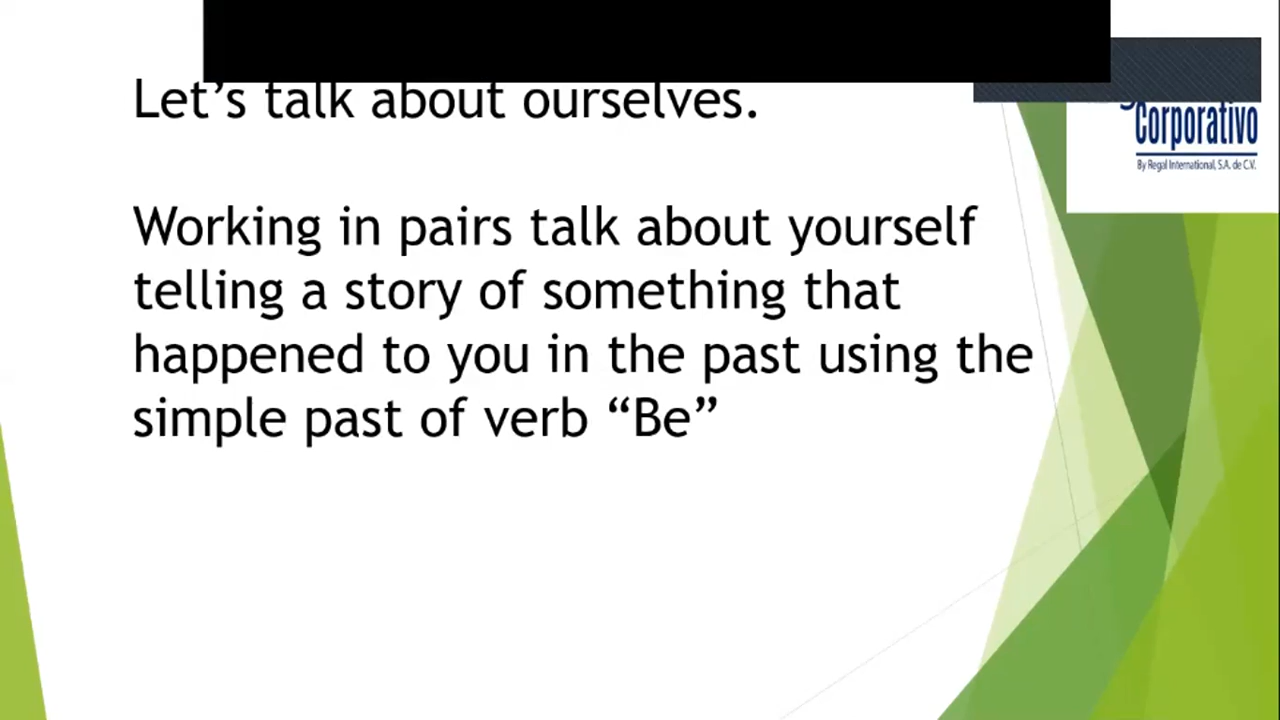 Let’s talk about ourselves.
Corporativo
By Regal International, S.A. de C.V.
Working in pairs talk about yourself
telling a story of something that
happened to you in the past using the
simple past of verb “Be”